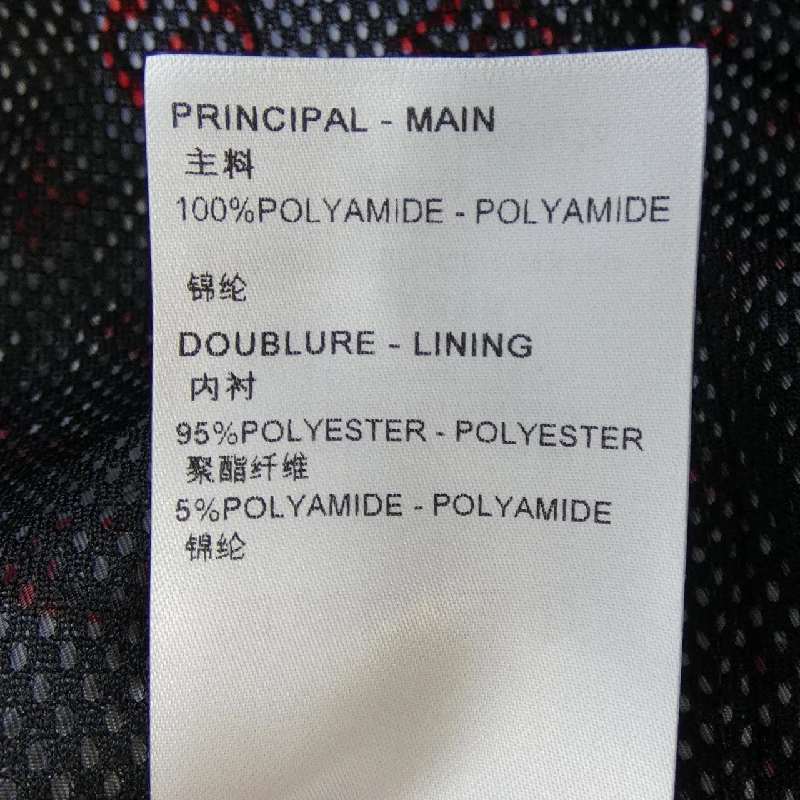 PRINCIPAL - MAIN
主料
100%POLYAMIDE - POLYAMIDE
锦纶
DOUBLURE - LINING
内衬
95%POLYESTER - POLYESTER
聚酯纤维
5%POLYAMIDE - POLYAMIDE
锦纶